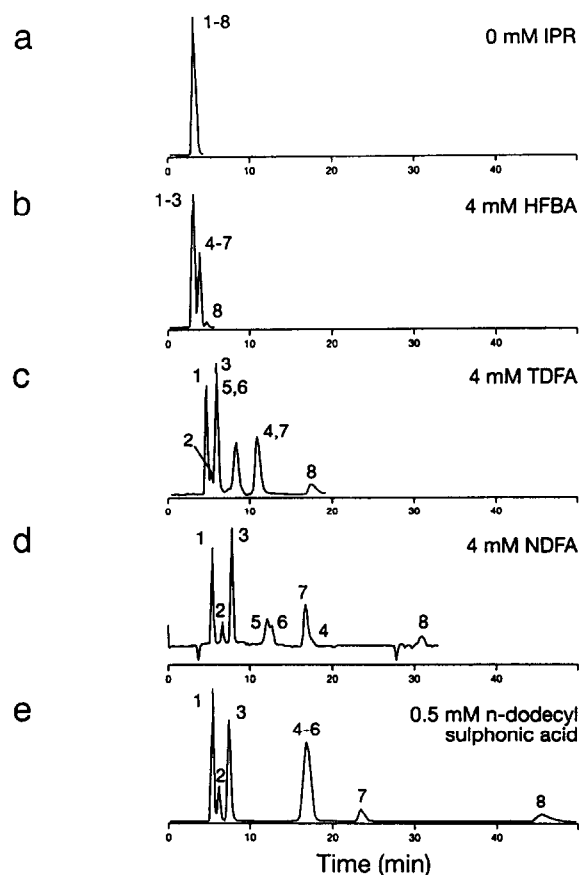 a
1-8
0 mM IPR
0 10 20 30 40
b
1-3
4-7
8
4 mM HFBA
0 10 20 30 40
c
1
3
5,6
2
4,7
8
4 mM TDFA
0 10 20 30 40
d
1
2
3
5
6
7
4
8
4 mM NDFA
0 10 20 30 40
e
1
2
3
4-6
7
8
0.5 mM n-dodecyl
sulphonic acid
0 10 20 30 40
Time (min)